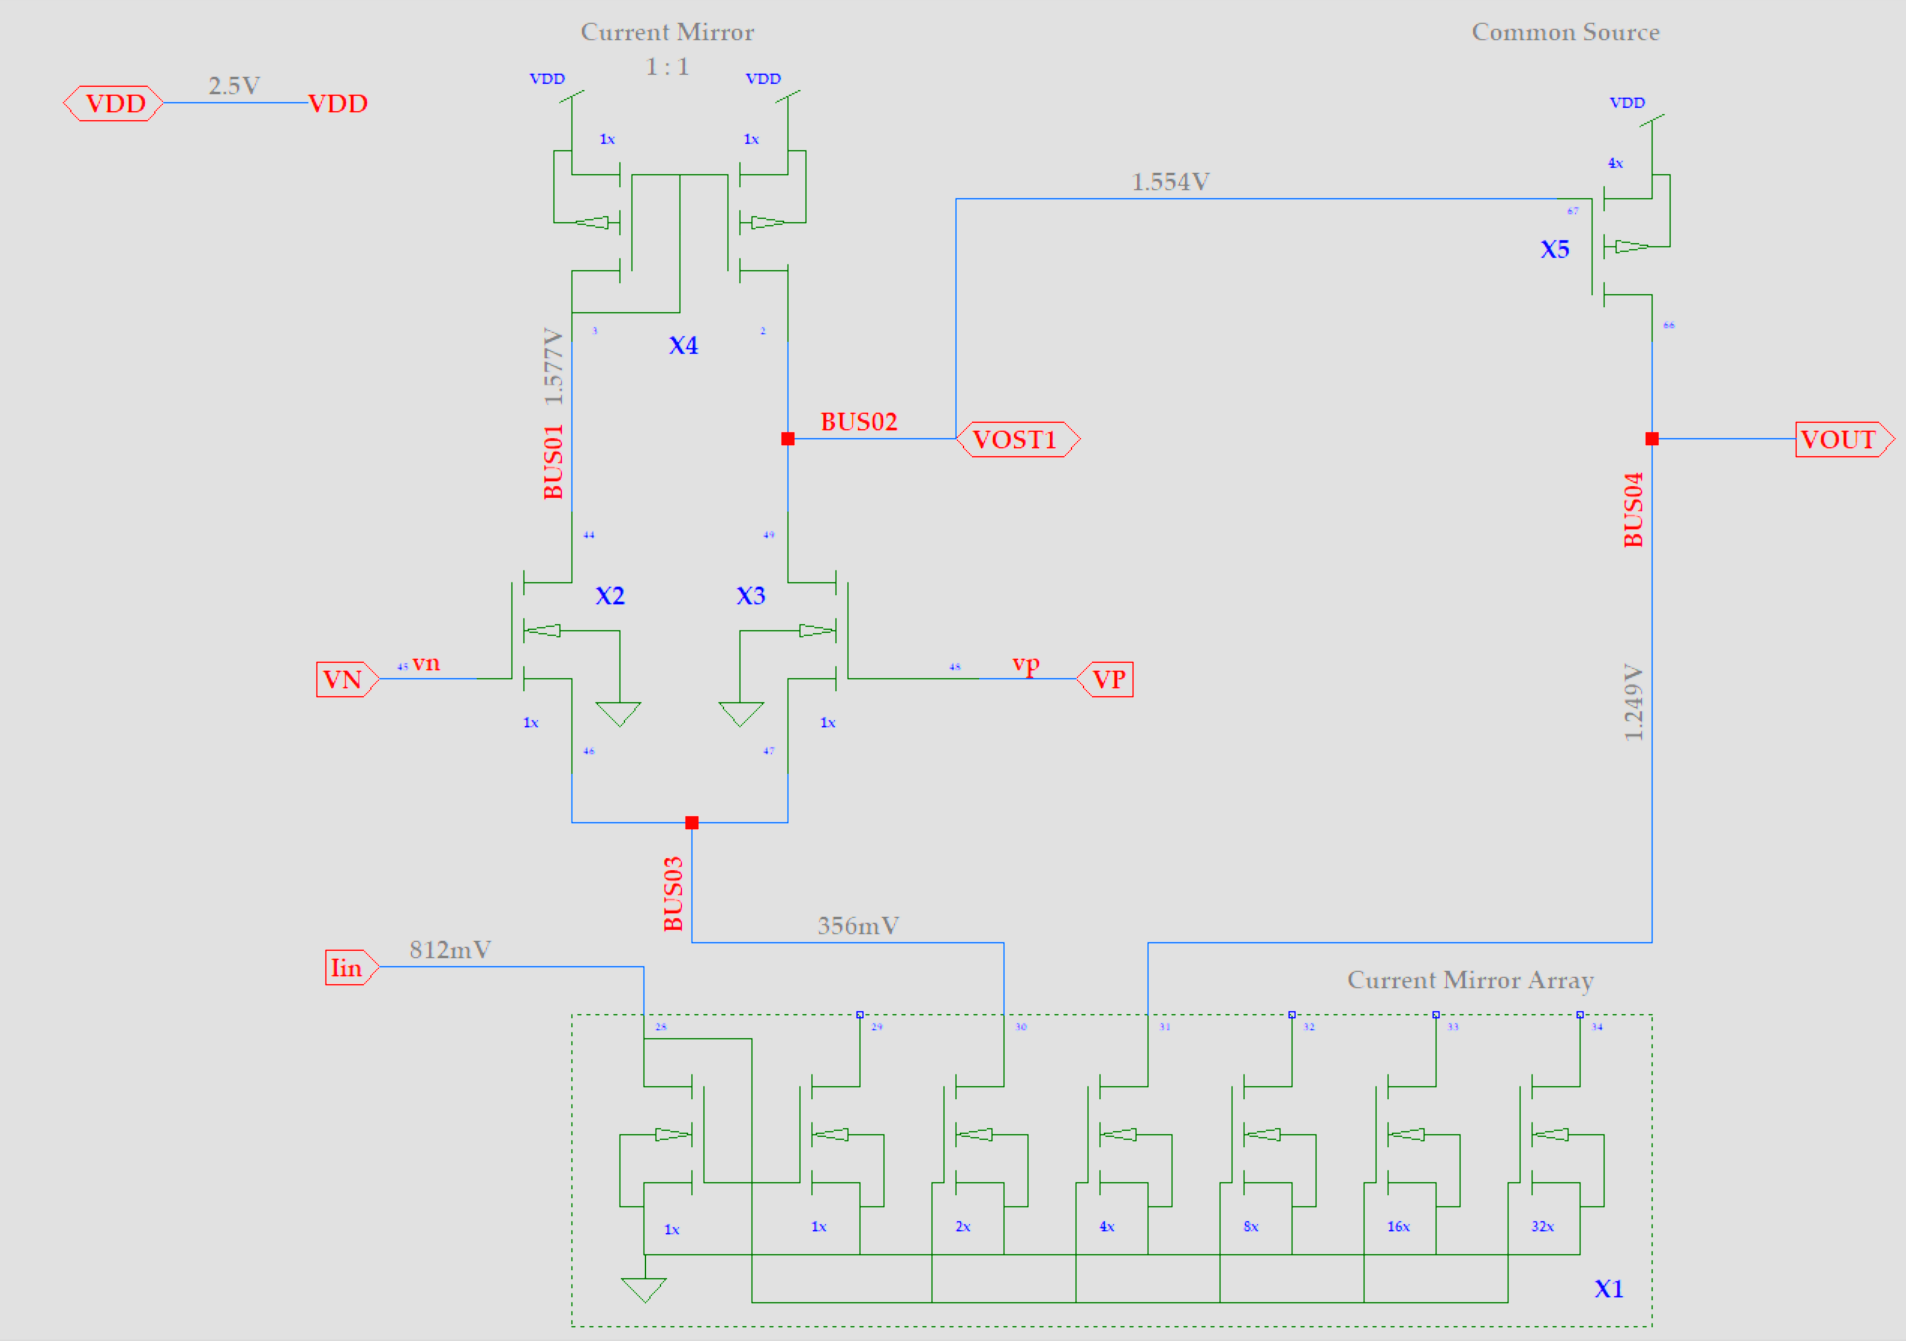 Current Mirror
Common Source
1 : 1
VDD
VDD
2.5V
VDD
VDD
VDD
1x
1x
4x
1.554V
67
X5
66
3
2
X4
1.577V
BUS01
BUS02
VOST1
VOUT
BUS04
44
49
X2
X3
VN
45
vn
48
vp
VP
1x
1x
46
47
1.249V
BUS03
356mV
812mV
Iin
Current Mirror Array
28
29
30
31
32
33
34
1x
1x
2x
4x
8x
16x
32x
X1